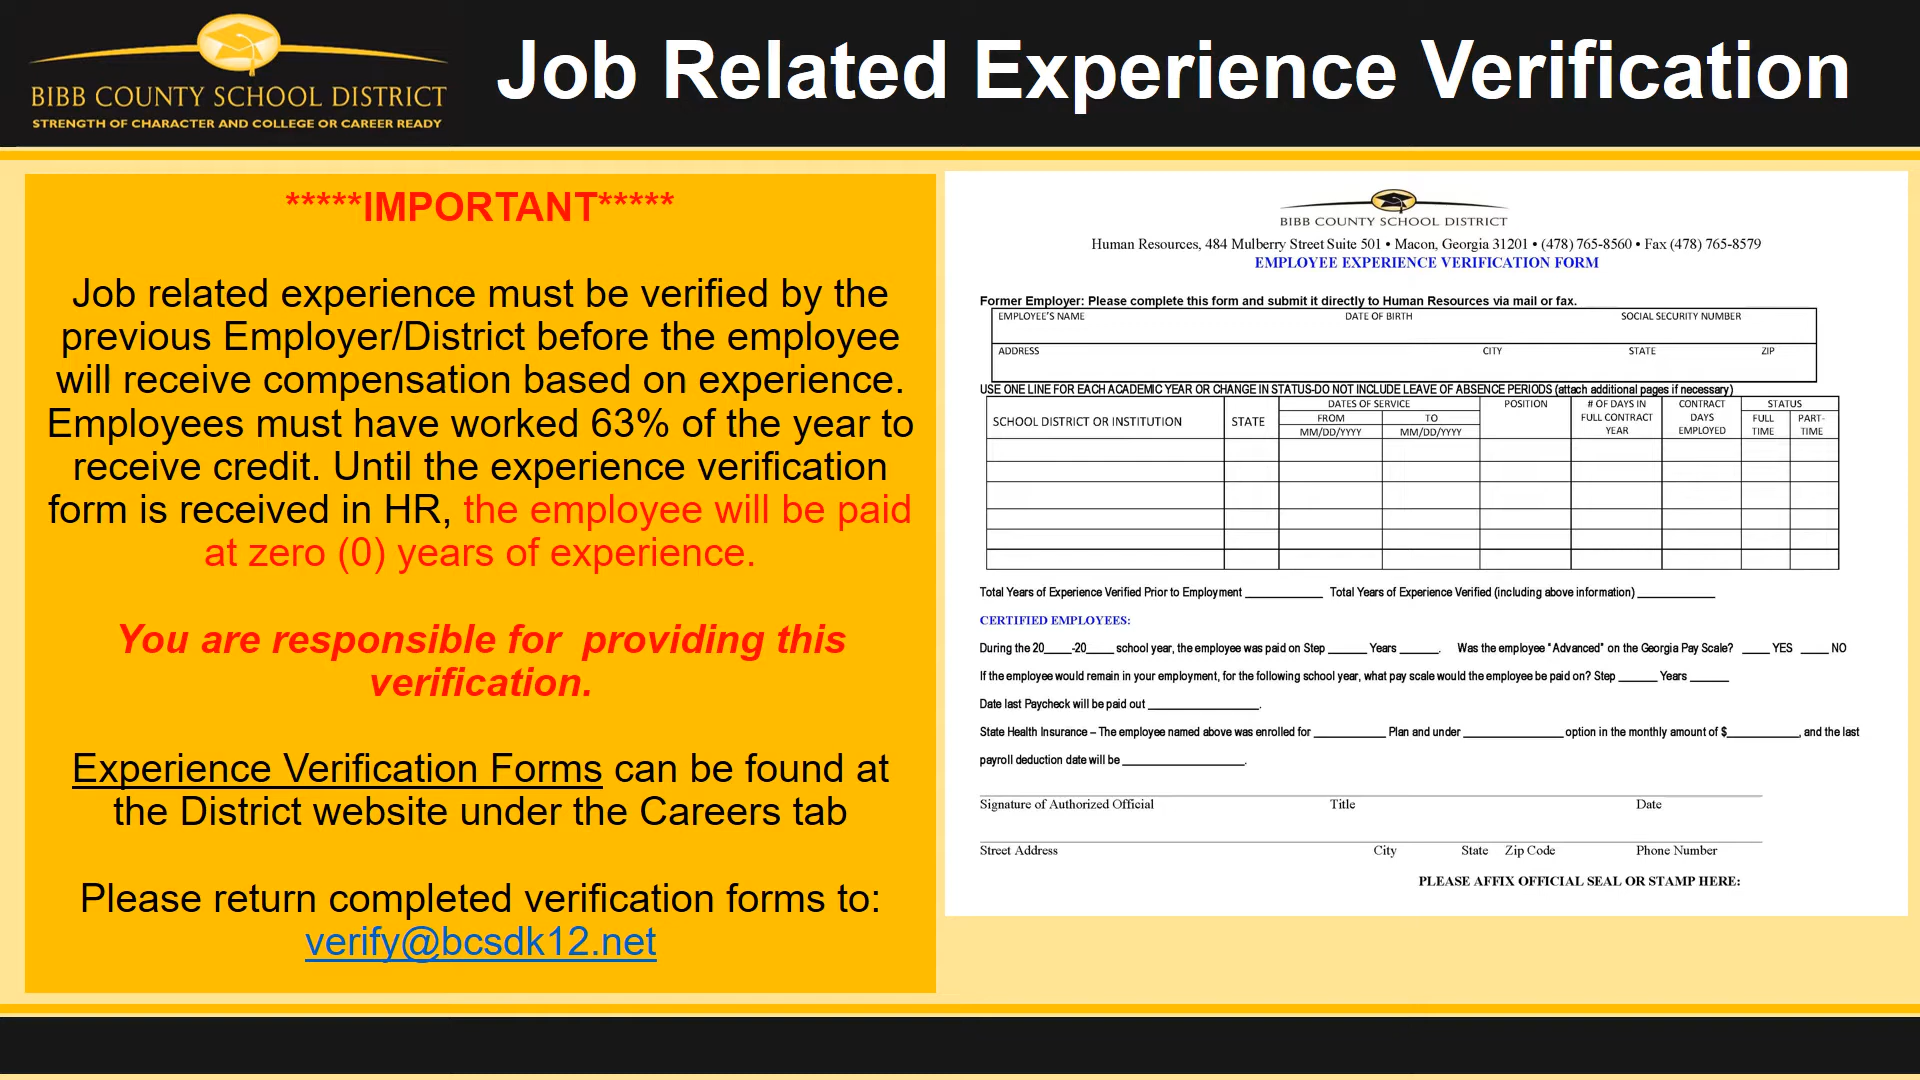 BIBB COUNTY SCHOOL DISTRICT
STRENGTH OF CHARACTER AND COLLEGE OR CAREER READY
Job Related Experience Verification
*****IMPORTANT*****
Job related experience must be verified by the
previous Employer/District before the employee
will receive compensation based on experience.
Employees must have worked 63% of the year to
receive credit. Until the experience verification
form is received in HR, the employee will be paid
at zero (0) years of experience.
You are responsible for  providing this
verification.
Experience Verification Forms can be found at
the District website under the Careers tab
Please return completed verification forms to:
verify@bcsdk12.net
BIBB COUNTY SCHOOL DISTRICT
Human Resources, 484 Mulberry Street Suite 501 • Macon, Georgia 31201 • (478) 765-8560 • Fax (478) 765-8579
EMPLOYEE EXPERIENCE VERIFICATION FORM
Former Employer: Please complete this form and submit it directly to Human Resources via mail or fax.
EMPLOYEE'S NAME DATE OF BIRTH SOCIAL SECURITY NUMBER
ADDRESS CITY STATE ZIP
USE ONE LINE FOR EACH ACADEMIC YEAR OR CHANGE IN STATUS-DO NOT INCLUDE LEAVE OF ABSENCE PERIODS (attach additional pages if necessary)
SCHOOL DISTRICT OR INSTITUTION
STATE
DATES OF SERVICE
FROM TO
MM/DD/YYYY MM/DD/YYYY
POSITION
# OF DAYS IN
FULL CONTRACT
YEAR
CONTRACT
DAYS
EMPLOYED
STATUS
FULL
TIME
PART-
TIME
Total Years of Experience Verified Prior to Employment ____________ Total Years of Experience Verified (including above information) ____________
CERTIFIED EMPLOYEES:
During the 20____-20____ school year, the employee was paid on Step ______ Years ______. Was the employee "Advanced" on the Georgia Pay Scale? ____ YES ____ NO
If the employee would remain in your employment, for the following school year, what pay scale would the employee be paid on? Step ______ Years ______
Date last Paycheck will be paid out _________________.
State Health Insurance – The employee named above was enrolled for ___________ Plan and under _______________ option in the monthly amount of $___________, and the last
payroll deduction date will be ___________________.
Signature of Authorized Official Title Date
Street Address City State Zip Code Phone Number
PLEASE AFFIX OFFICIAL SEAL OR STAMP HERE: